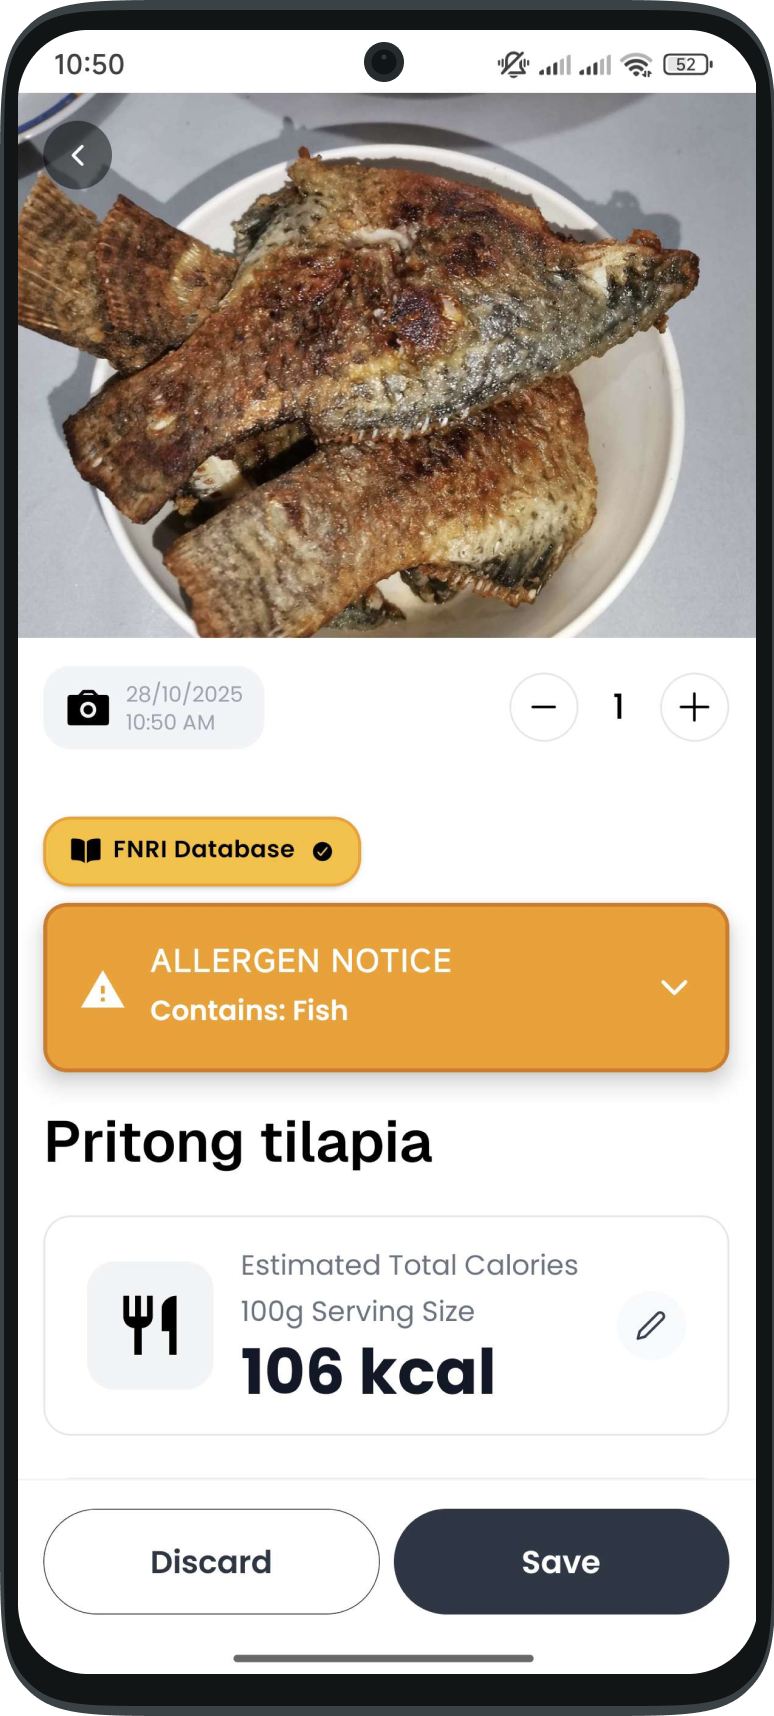 10:50
52
28/10/2025
10:50 AM
1
FNRI Database
ALLERGEN NOTICE
Contains: Fish
Pritong tilapia
Estimated Total Calories
100g Serving Size
106 kcal
Discard
Save